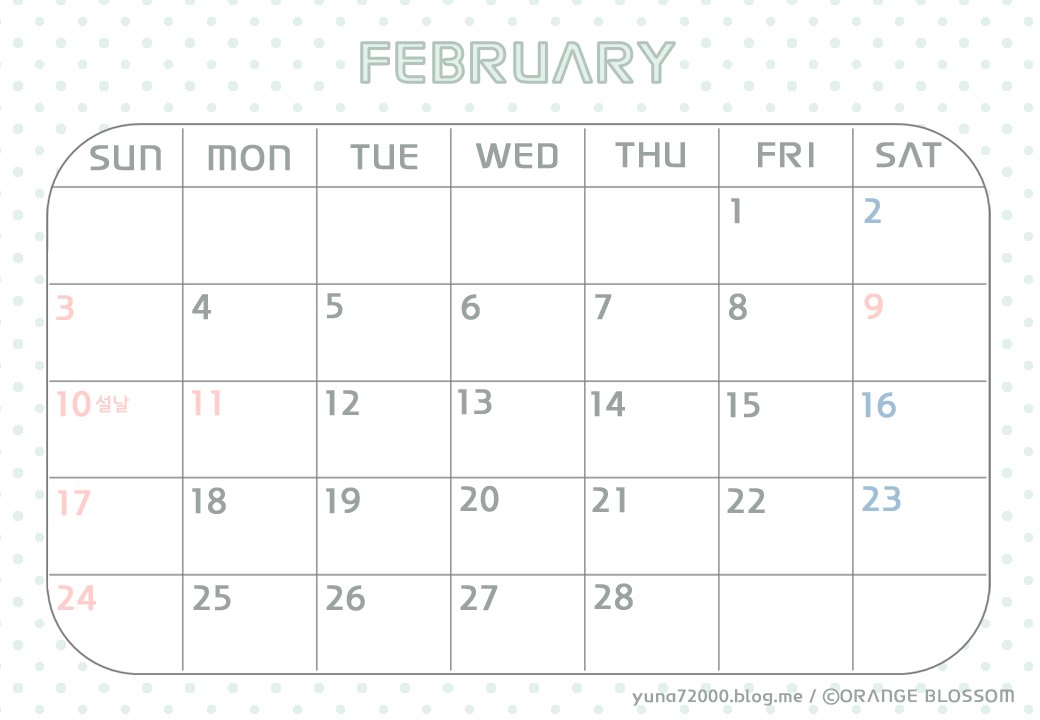 FEBRUARY
SUN MON TUE WED THU FRI SAT
1 2
3 4 5 6 7 8 9
10 설날 11 12 13 14 15 16
17 18 19 20 21 22 23
24 25 26 27 28
yuna72000.blog.me / ©ORANGE BLOSSOM